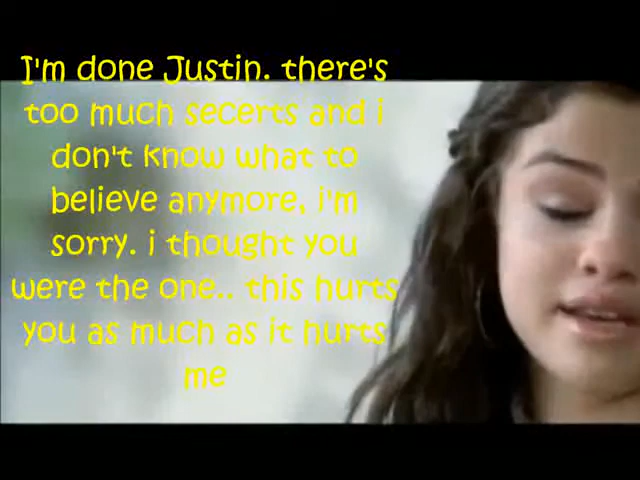 I'm done Justin. there's
too much secerts and i
don't know what to
believe anymore, i'm
sorry. i thought you
were the one.. this hurts
you as much as it hurts
me